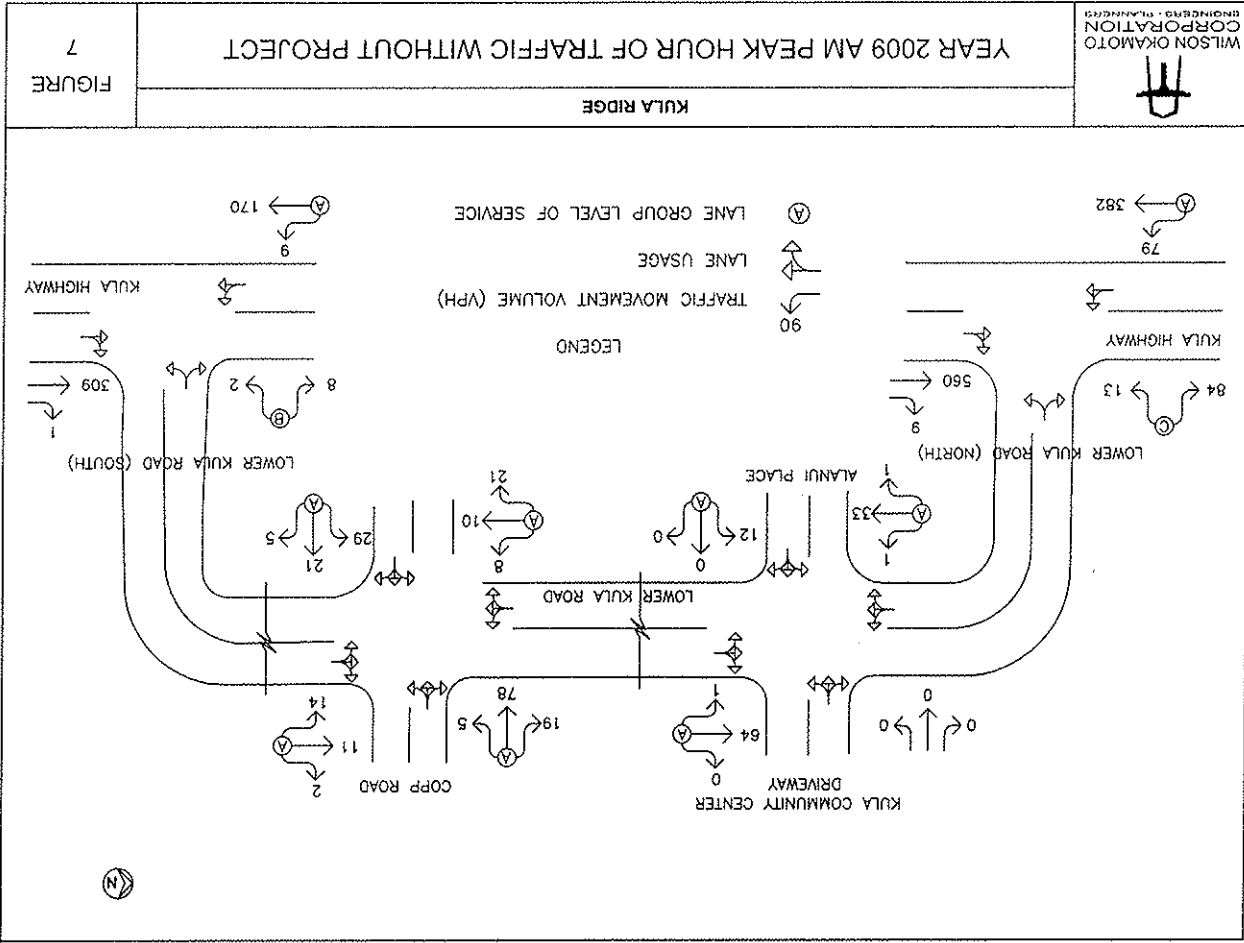 N
KULA COMMUNITY CENTER
DRIVEWAY
COPP ROAD
0 0 0
0
64
1
19 78 5
2
11
14
LOWER KULA ROAD
1
33
1
12 0 0
8
10
21
29 21 5
ALANUI PLACE
LOWER KULA ROAD (NORTH)
LOWER KULA ROAD (SOUTH)
84 13
C
9
560
8 2
B
1
309
KULA HIGHWAY
KULA HIGHWAY
LEGEND
90
TRAFFIC MOVEMENT VOLUME (VPH)
LANE USAGE
A LANE GROUP LEVEL OF SERVICE
79
382
A
9
170
A
WILSON OKAMOTO
CORPORATION
ENGINEERS · PLANNERS
KULA RIDGE
YEAR 2009 AM PEAK HOUR OF TRAFFIC WITHOUT PROJECT
FIGURE
7